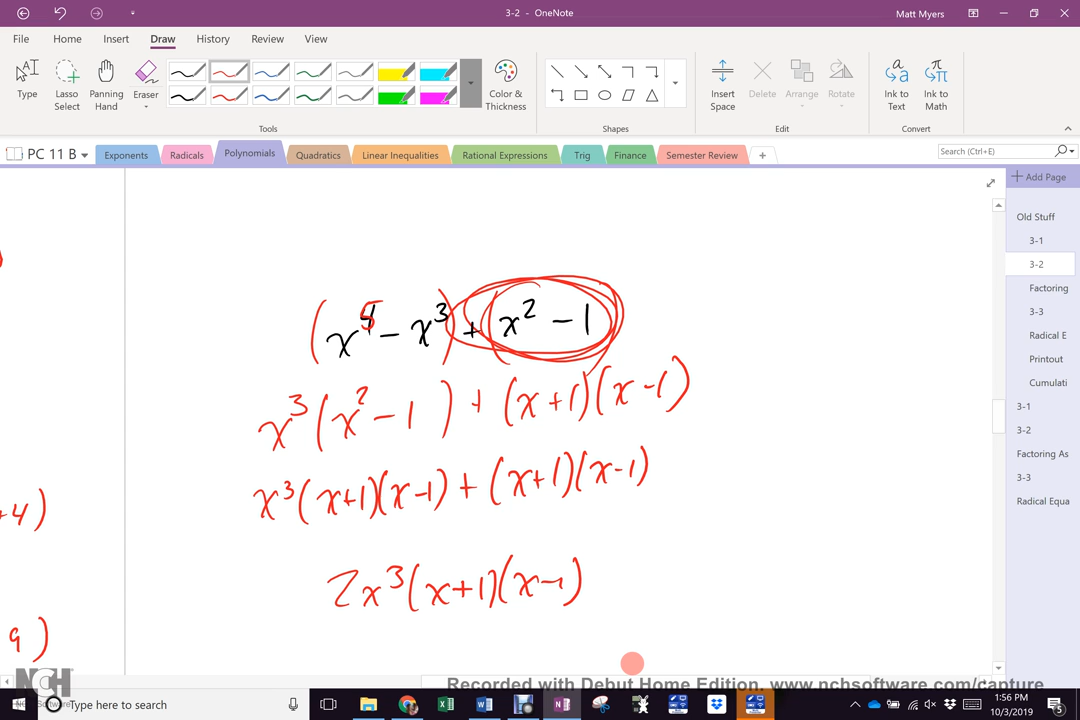 3-2 - OneNote
Matt Myers
File Home Insert Draw History Review View
Type
Lasso Select
Panning Hand
Eraser
Color & Thickness
Insert Space
Delete
Arrange
Rotate
Ink to Text
Ink to Math
Tools
Shapes
Edit
Convert
PC 11 B
Exponents Radicals Polynomials Quadratics Linear Inequalities Rational Expressions Trig Finance Semester Review
Search (Ctrl+E)
Add Page
Old Stuff
3-1
3-2
Factoring
3-3
Radical E
Printout
Cumulati
3-1
3-2
Factoring As
3-3
Radical Equa
(x⁵ - x³) + (x² - 1)
x³(x² - 1) + (x+1)(x-1)
x³(x+1)(x-1) + (x+1)(x-1)
+4)
2x³(x+1)(x-1)
9)
NCH
Recorded with Debut Home Edition. www.nchsoftware.com/capture
Type here to search
1:56 PM
10/3/2019
5